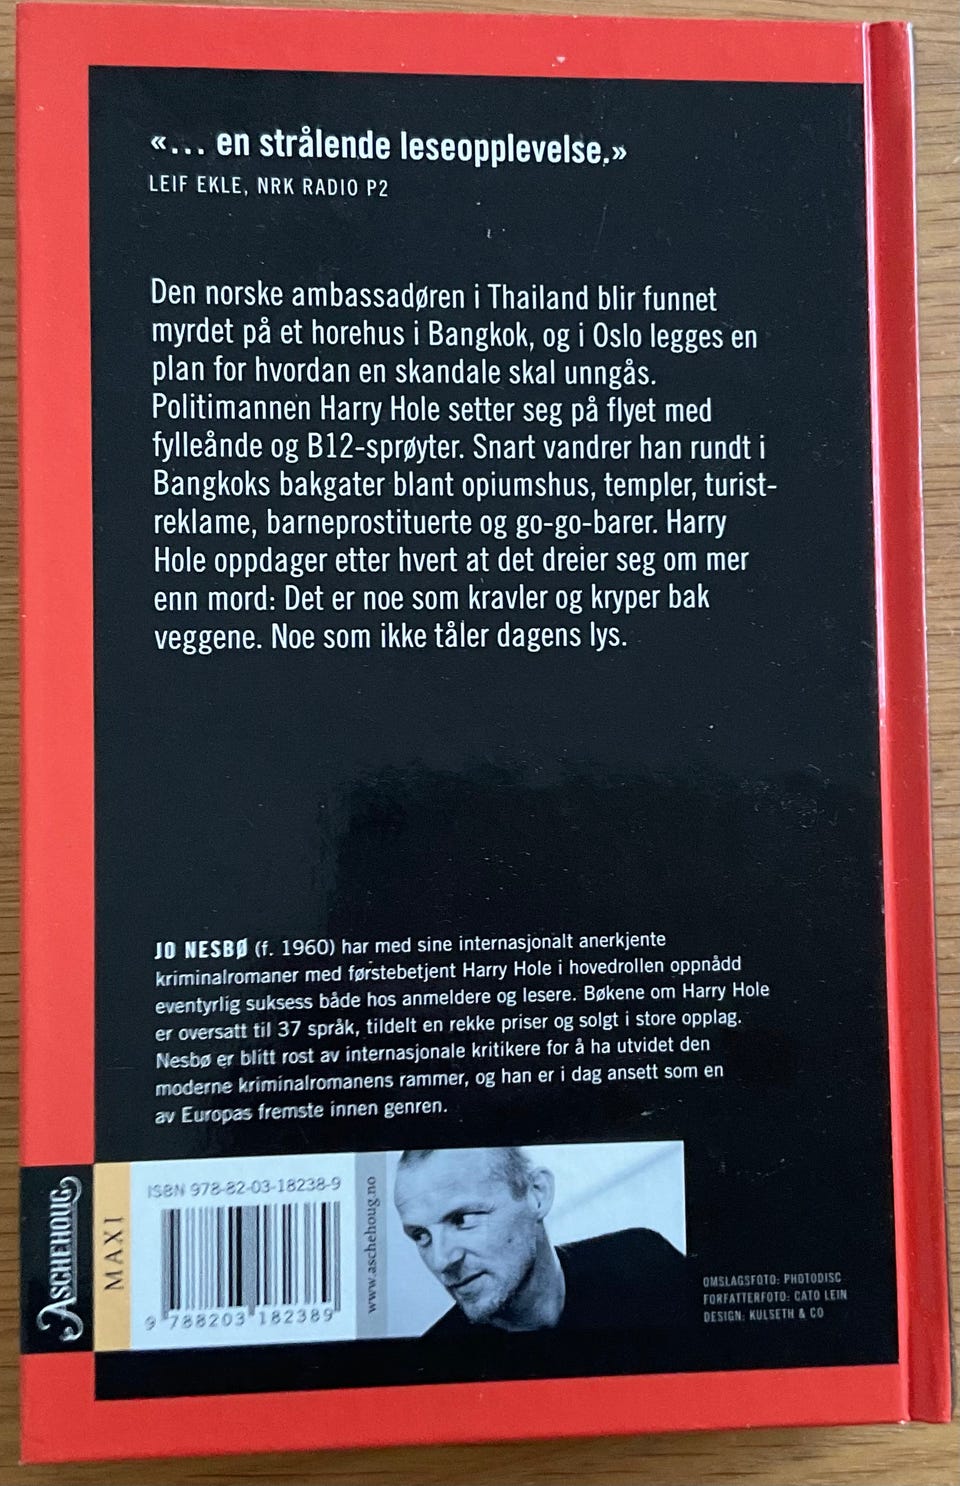 «... en strålende leseopplevelse.»
LEIF EKLE, NRK RADIO P2
Den norske ambassadøren i Thailand blir funnet
myrdet på et horehus i Bangkok, og i Oslo legges en
plan for hvordan en skandale skal unngås.
Politimannen Harry Hole setter seg på flyet med
fylleånde og B12-sprøyter. Snart vandrer han rundt i
Bangkoks bakgater blant opiumshus, templer, turist-
reklame, barneprostituerte og go-go-barer. Harry
Hole oppdager etter hvert at det dreier seg om mer
enn mord: Det er noe som kravler og kryper bak
veggene. Noe som ikke tåler dagens lys.
JO NESBØ (f. 1960) har med sine internasjonalt anerkjente
kriminalromaner med førstebetjent Harry Hole i hovedrollen oppnådd
eventyrlig suksess både hos anmeldere og lesere. Bøkene om Harry Hole
er oversatt til 37 språk, tildelt en rekke priser og solgt i store opplag.
Nesbø er blitt rost av internasjonale kritikere for å ha utvidet den
moderne kriminalromanens rammer, og han er i dag ansett som en
av Europas fremste innen genren.
ASCHEHOUG
MAXI
ISBN 978-82-03-18238-9
9 788203 182389
www.aschehoug.no
OMSLAGSFOTO: PHOTODISC
FORFATTERFOTO: CATO LEIN
DESIGN: KULSETH & CO